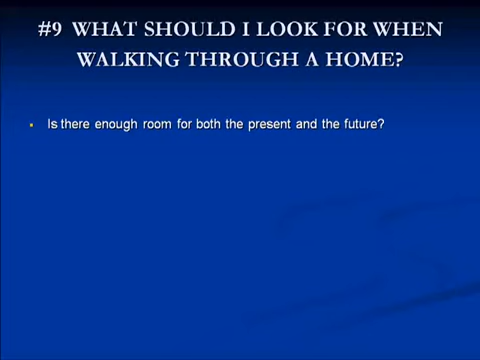 #9 WHAT SHOULD I LOOK FOR WHEN
WALKING THROUGH A HOME?
Is there enough room for both the present and the future?